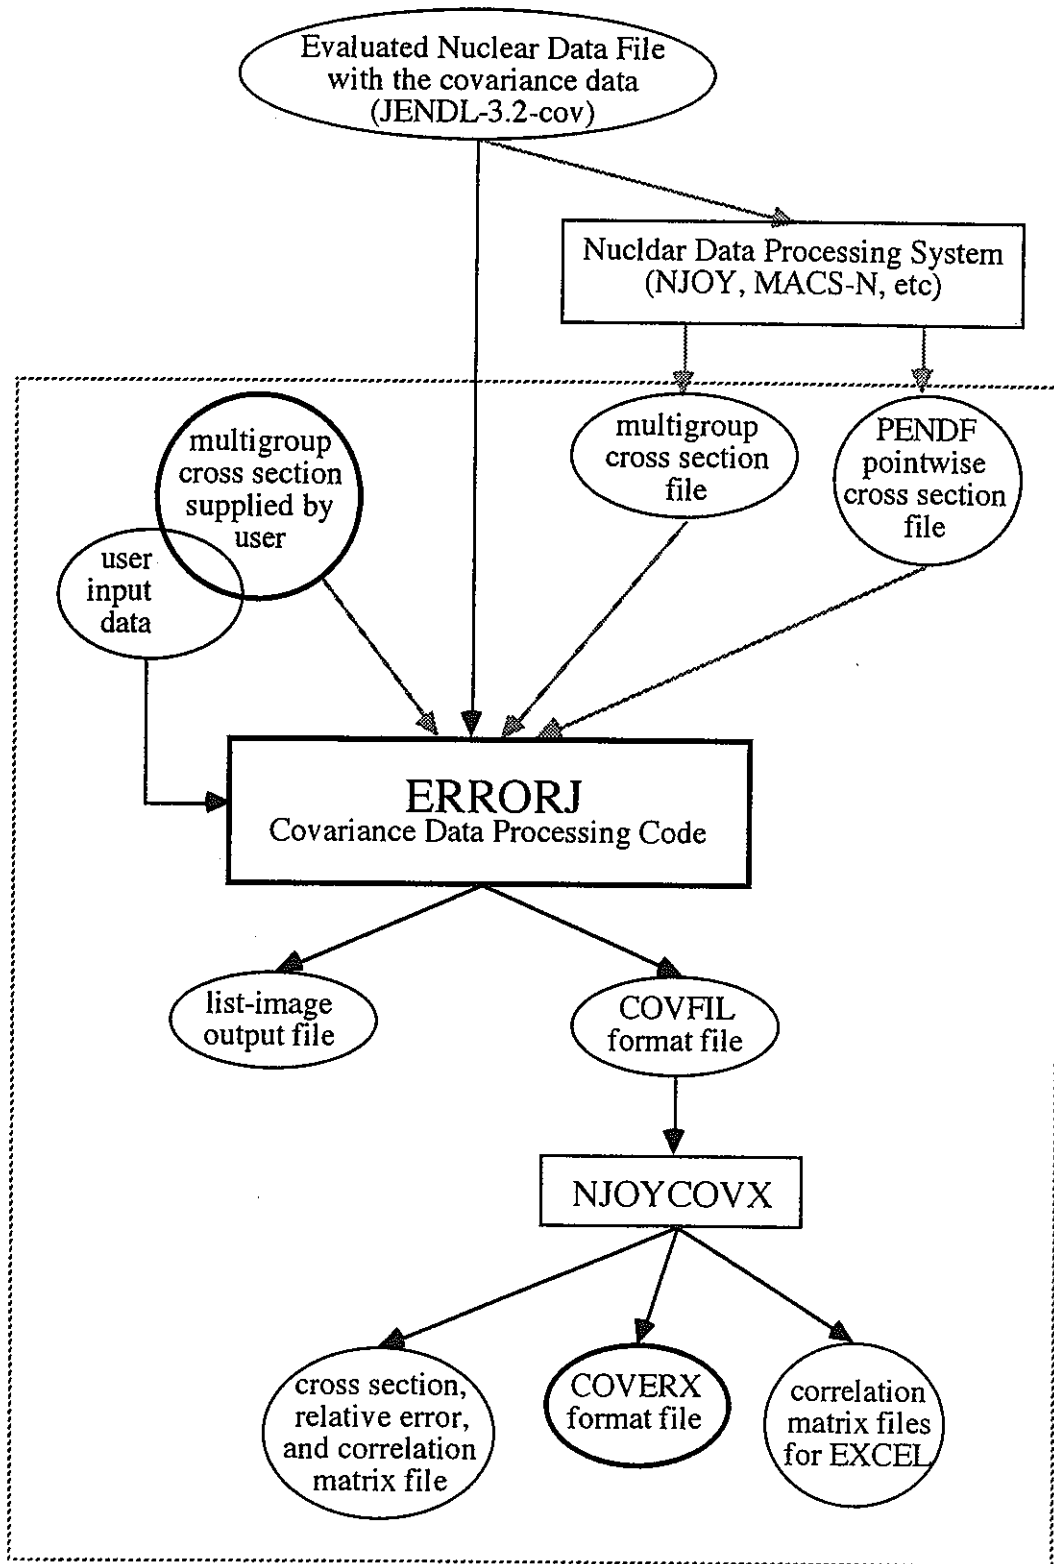 Evaluated Nuclear Data File
with the covariance data
(JENDL-3.2-cov)
Nucldar Data Processing System
(NJOY, MACS-N, etc)
multigroup
cross section
supplied by
user
multigroup
cross section
file
PENDF
pointwise
cross section
file
user
input
data
ERRORJ
Covariance Data Processing Code
list-image
output file
COVFIL
format file
NJOYCOVX
cross section,
relative error,
and correlation
matrix file
COVERX
format file
correlation
matrix files
for EXCEL